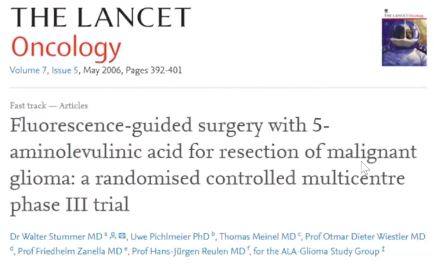 THE LANCET
Oncology
Volume 7, Issue 5, May 2006, Pages 392-401
Fast track — Articles
Fluorescence-guided surgery with 5-
aminolevulinic acid for resection of malignant
glioma: a randomised controlled multicentre
phase III trial
Dr Walter Stummer MD a, Uwe Pichlmeier PhD b, Thomas Meinel MD c, Prof Otmar Dieter Wiestler MD
d, Prof Friedhelm Zanella MD e, Prof Hans-Jürgen Reulen MD f, for the ALA-Glioma Study Group ‡